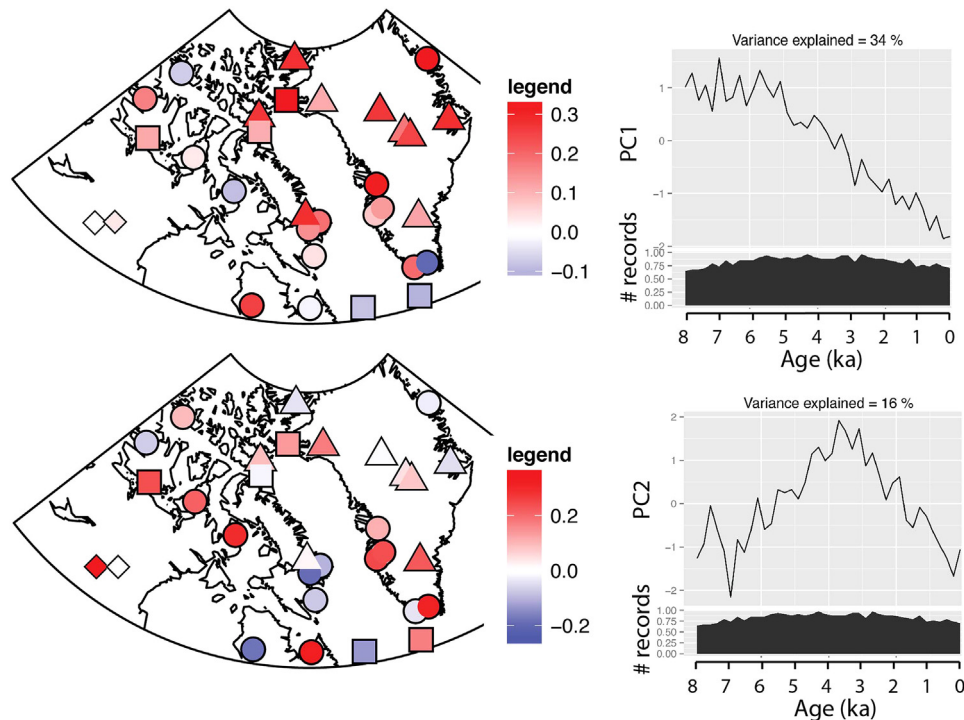 legend
0.3
0.2
0.1
0.0
−0.1
Variance explained = 34 %
PC1
1
0
−1
−2
# records
1.00
0.75
0.50
0.25
0.00
8 7 6 5 4 3 2 1 0
Age (ka)
legend
0.2
0.0
−0.2
Variance explained = 16 %
PC2
2
1
0
−1
−2
# records
1.00
0.75
0.50
0.25
0.00
8 7 6 5 4 3 2 1 0
Age (ka)